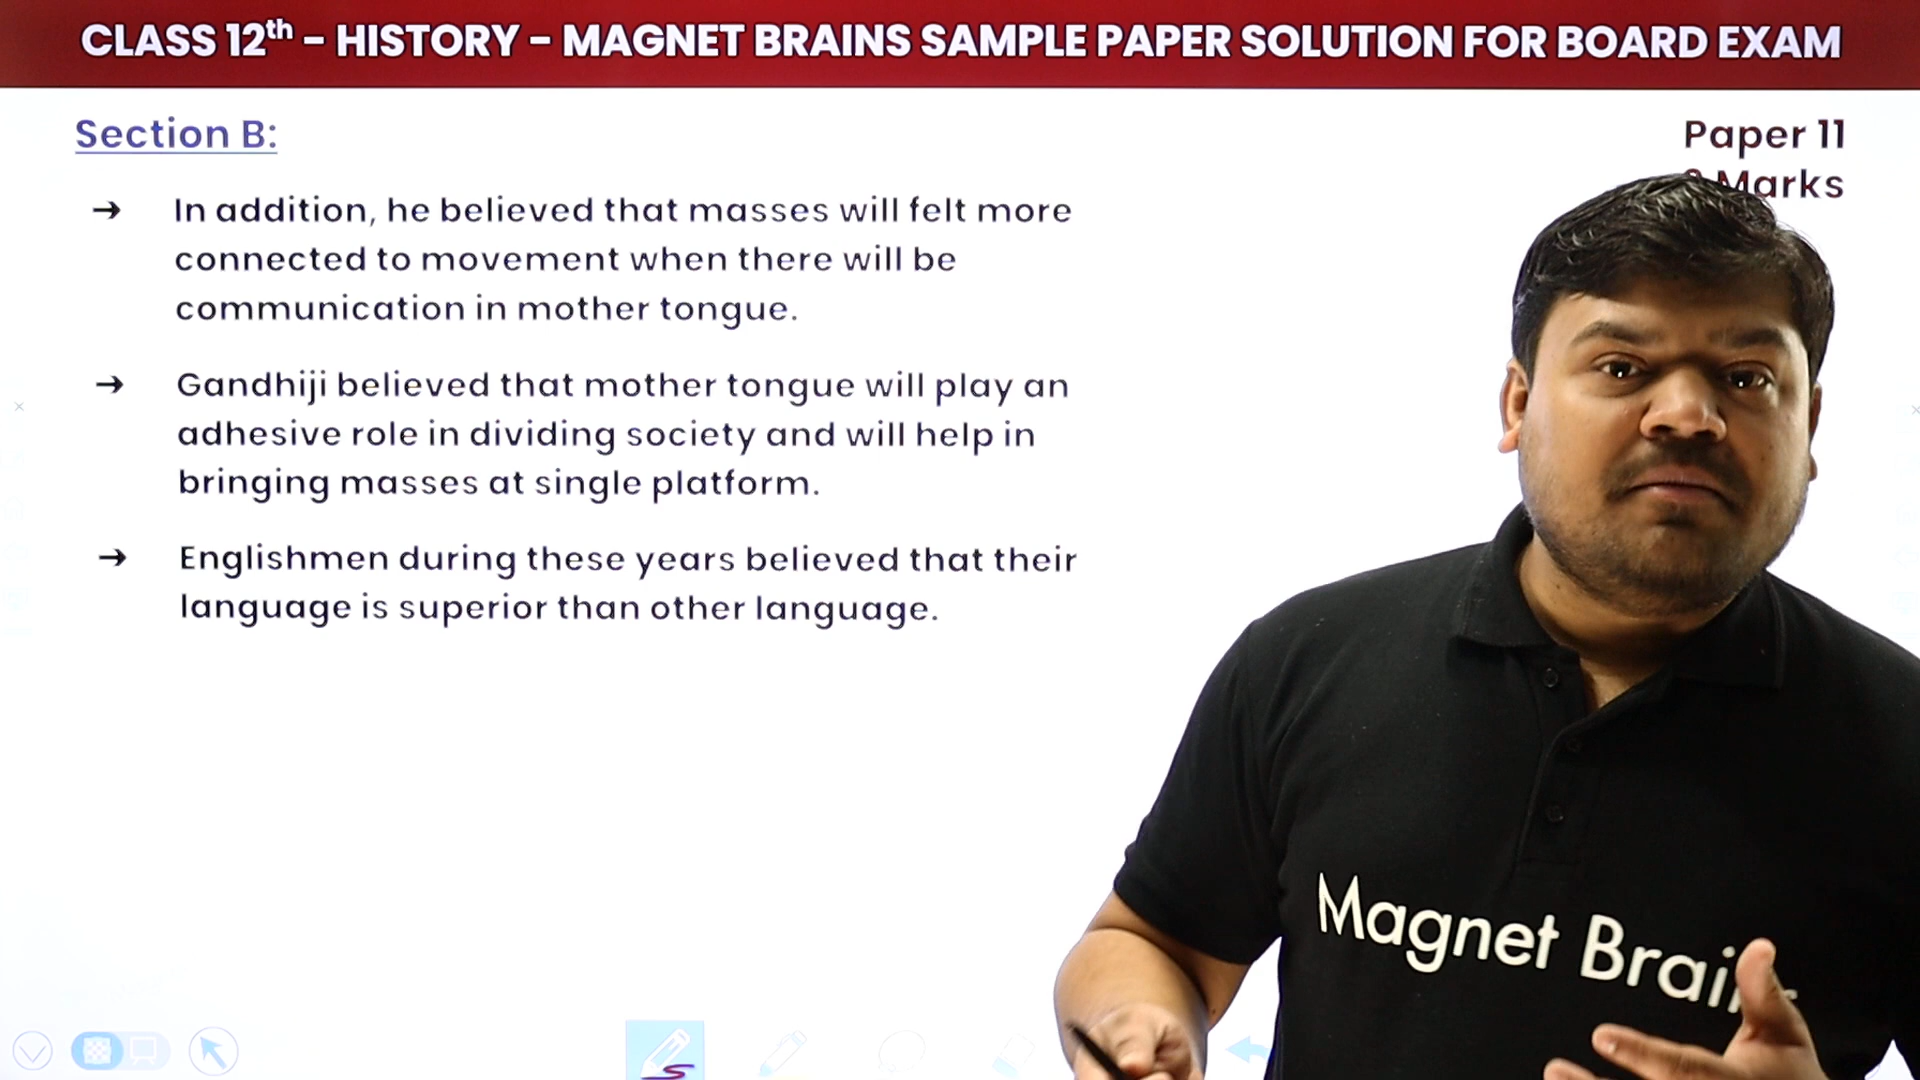 CLASS 12th – HISTORY – MAGNET BRAINS SAMPLE PAPER SOLUTION FOR BOARD EXAM
Section B:
Paper 11
Marks
→ In addition, he believed that masses will felt more
connected to movement when there will be
communication in mother tongue.
→ Gandhiji believed that mother tongue will play an
adhesive role in dividing society and will help in
bringing masses at single platform.
→ Englishmen during these years believed that their
language is superior than other language.
Magnet